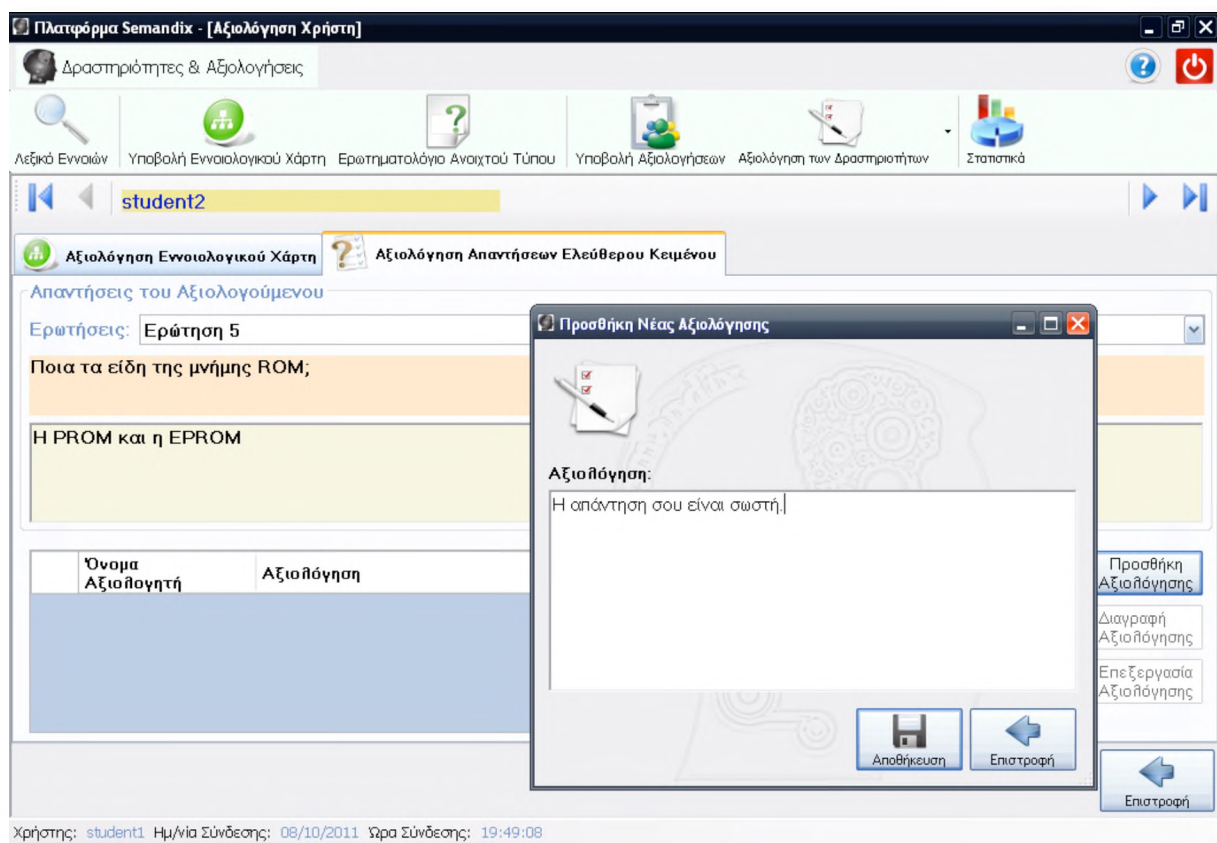 Πλατφόρμα Semandix - [Αξιολόγηση Χρήστη]
Δραστηριότητες & Αξιολογήσεις
Λεξικό Εννοιών Υποβολή Εννοιολογικού Χάρτη Ερωτηματολόγιο Ανοιχτού Τύπου Υποβολή Αξιολογήσεων Αξιολόγηση των Δραστηριοτήτων Στατιστικά
student2
Αξιολόγηση Εννοιολογικού Χάρτη Αξιολόγηση Απαντήσεων Ελεύθερου Κειμένου
Απαντήσεις του Αξιολογούμενου
Ερωτήσεις: Ερώτηση 5
Ποια τα είδη της μνήμης ROM;
Η PROM και η EPROM
Όνομα
Αξιολογητή
Αξιολόγηση
Προσθήκη Νέας Αξιολόγησης
Αξιολόγηση:
Η απάντηση σου είναι σωστή.
Αποθήκευση Επιστροφή
Προσθήκη
Αξιολόγησης
Διαγραφή
Αξιολόγησης
Επεξεργασία
Αξιολόγησης
Επιστροφή
Χρήστης: student1 Ημ/νία Σύνδεσης: 08/10/2011 Ώρα Σύνδεσης: 19:49:08